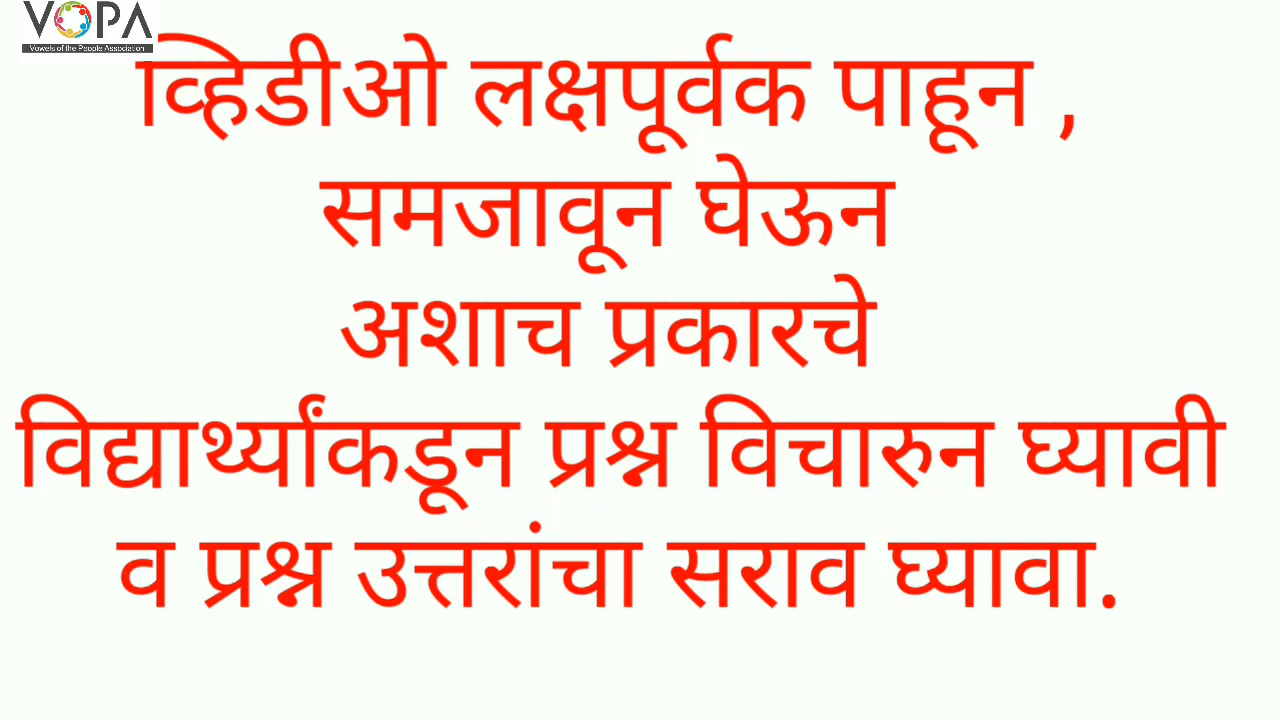 VOPA
Vowels of the People Association
व्हिडीओ लक्षपूर्वक पाहून ,
समजावून घेऊन
अशाच प्रकारचे
विद्यार्थ्यांकडून प्रश्न विचारुन घ्यावी
व प्रश्न उत्तरांचा सराव घ्यावा.